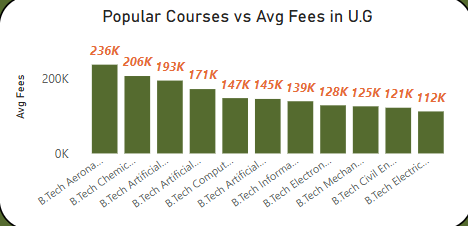 Popular Courses vs Avg Fees in U.G
Avg Fees
200K
0K
236K
206K
193K
171K
147K
145K
139K
128K
125K
121K
112K
B.Tech Aerona...
B.Tech Chemic...
B.Tech Artificial...
B.Tech Artificial...
B.Tech Comput...
B.Tech Artificial...
B.Tech Informa...
B.Tech Electron...
B.Tech Mechan...
B.Tech Civil En...
B.Tech Electric...